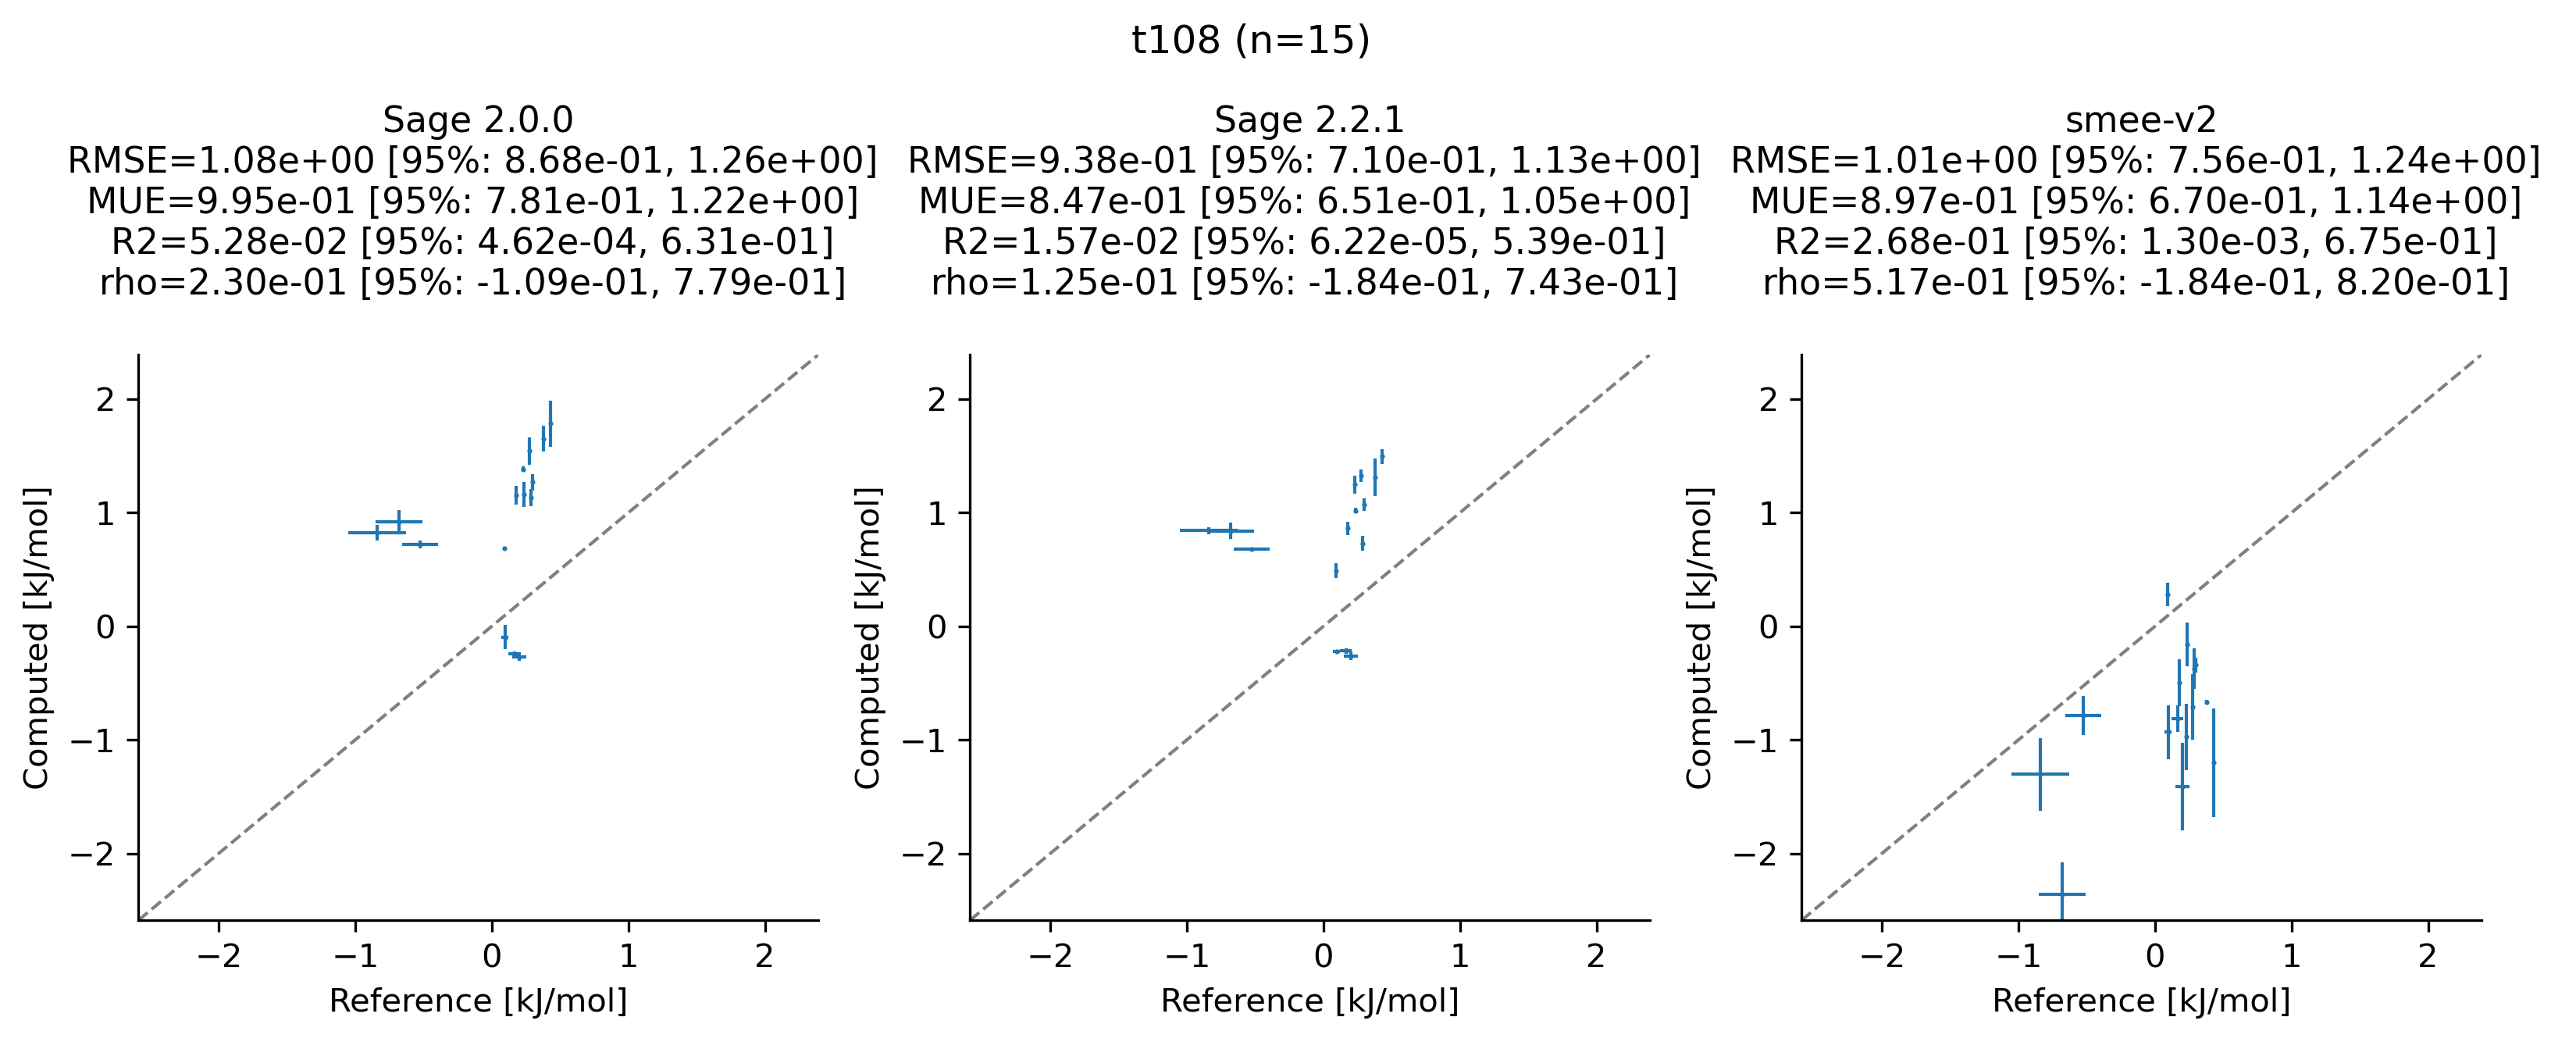 t108 (n=15)
Sage 2.0.0
RMSE=1.08e+00 [95%: 8.68e-01, 1.26e+00]
MUE=9.95e-01 [95%: 7.81e-01, 1.22e+00]
R2=5.28e-02 [95%: 4.62e-04, 6.31e-01]
rho=2.30e-01 [95%: -1.09e-01, 7.79e-01]
2
1
0
−1
−2
Computed [kJ/mol]
−2 −1 0 1 2
Reference [kJ/mol]
Sage 2.2.1
RMSE=9.38e-01 [95%: 7.10e-01, 1.13e+00]
MUE=8.47e-01 [95%: 6.51e-01, 1.05e+00]
R2=1.57e-02 [95%: 6.22e-05, 5.39e-01]
rho=1.25e-01 [95%: -1.84e-01, 7.43e-01]
2
1
0
−1
−2
Computed [kJ/mol]
−2 −1 0 1 2
Reference [kJ/mol]
smee-v2
RMSE=1.01e+00 [95%: 7.56e-01, 1.24e+00]
MUE=8.97e-01 [95%: 6.70e-01, 1.14e+00]
R2=2.68e-01 [95%: 1.30e-03, 6.75e-01]
rho=5.17e-01 [95%: -1.84e-01, 8.20e-01]
2
1
0
−1
−2
Computed [kJ/mol]
−2 −1 0 1 2
Reference [kJ/mol]